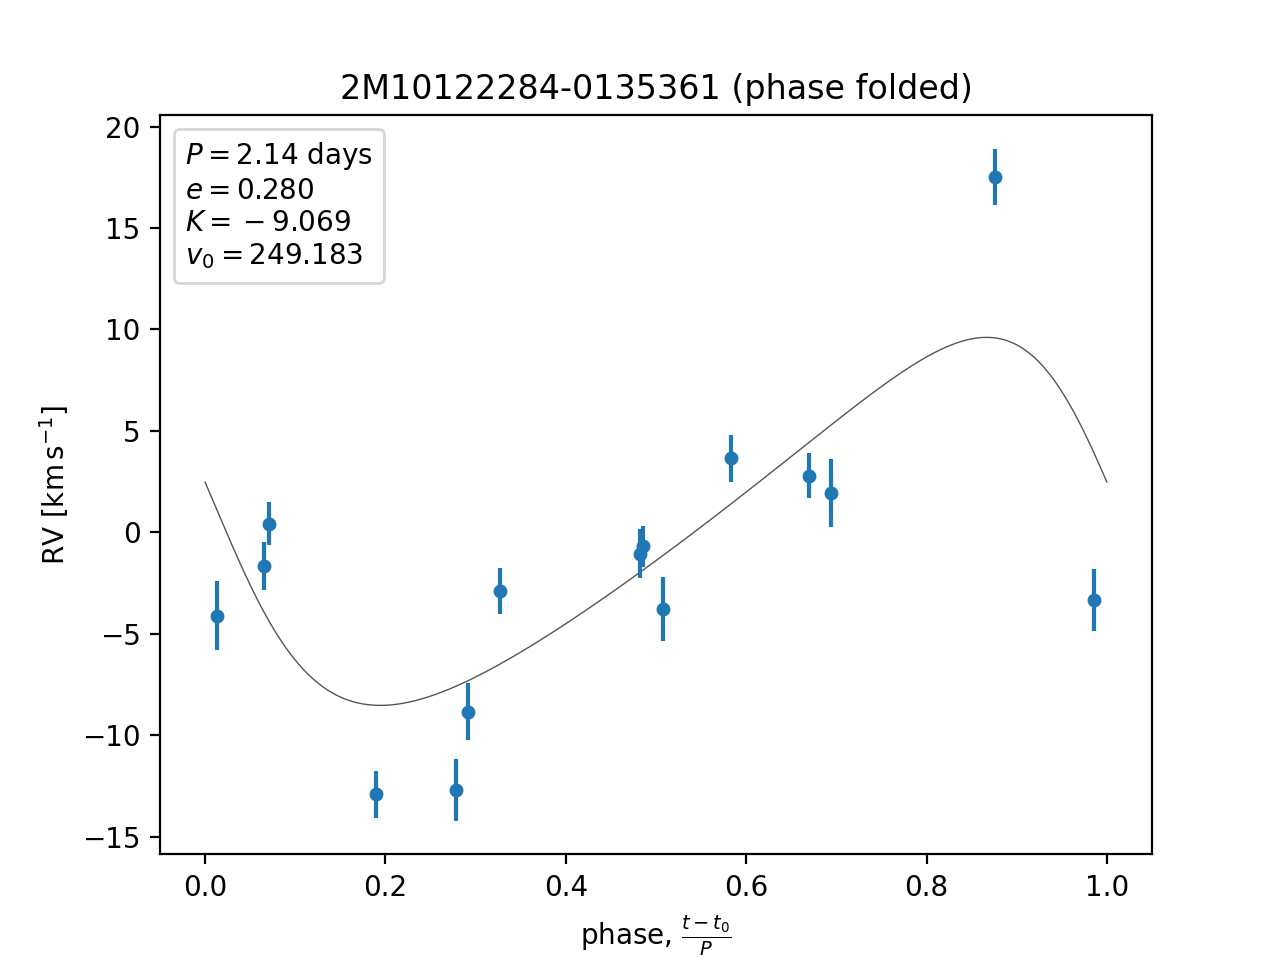 2M10122284-0135361 (phase folded)
P = 2.14 days
e = 0.280
K = −9.069
v₀ = 249.183
20
15
10
5
0
−5
−10
−15
RV [km s⁻¹]
0.0 0.2 0.4 0.6 0.8 1.0
phase, (t − t₀)/P